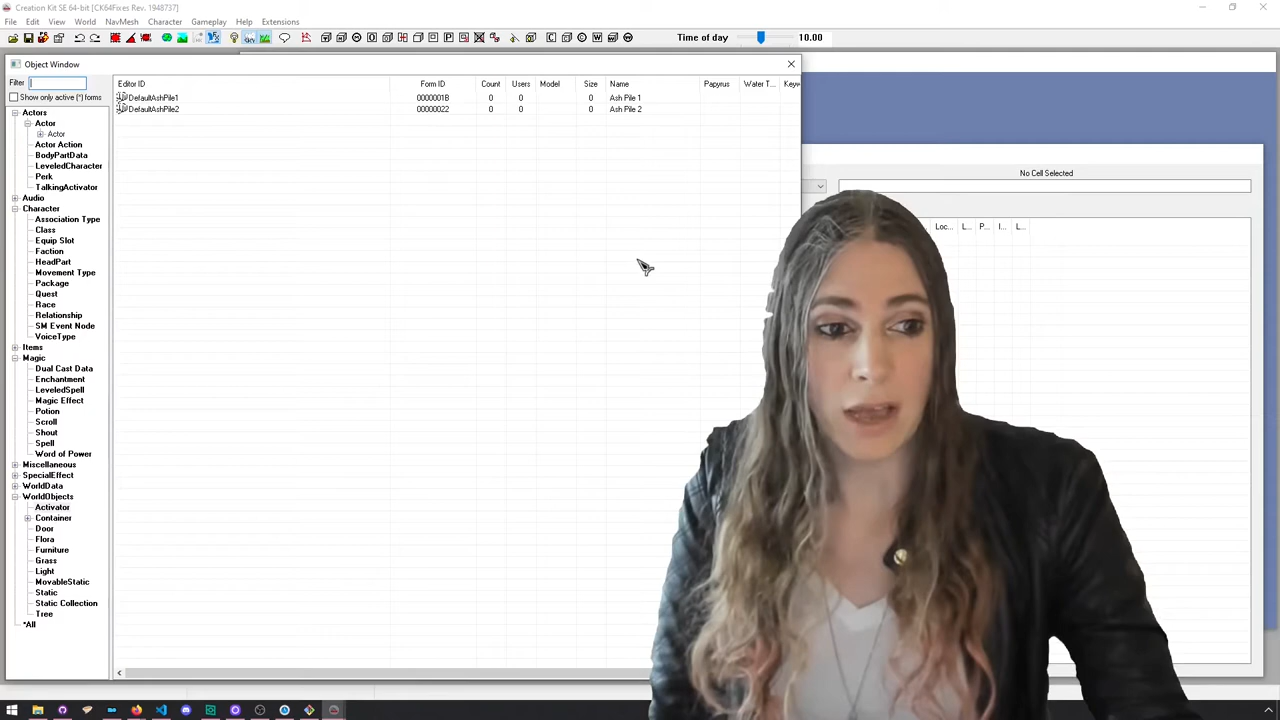 Creation Kit SE 64-bit [CK64Fixes Rev. 1948737]
File Edit View World NavMesh Character Gameplay Help Extensions
Time of day 10.00
Object Window
Filter
Show only active (*) forms
Editor ID Form ID Count Users Model Size Name Papyrus Water T... Keyw
DefaultAshPile1 0000001B 0 0 0 Ash Pile 1
DefaultAshPile2 00000022 0 0 0 Ash Pile 2
Actors
Actor
Actor
Actor Action
BodyPartData
LeveledCharacter
Perk
TalkingActivator
Audio
Character
Association Type
Class
Equip Slot
Faction
HeadPart
Movement Type
Package
Quest
Race
Relationship
SM Event Node
VoiceType
Items
Magic
Dual Cast Data
Enchantment
LeveledSpell
Magic Effect
Potion
Scroll
Shout
Spell
Word of Power
Miscellaneous
SpecialEffect
WorldData
WorldObjects
Activator
Container
Door
Flora
Furniture
Grass
Light
MovableStatic
Static
Static Collection
Tree
*All
No Cell Selected
Loc... L... P... I... L...